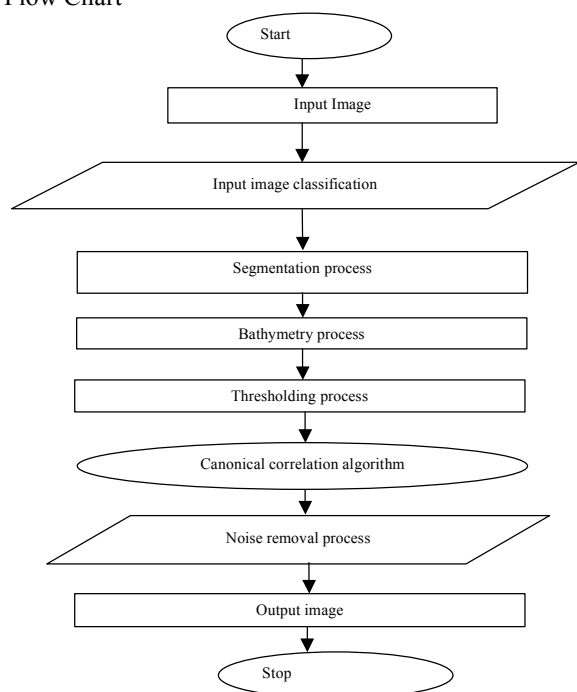 Flow Chart
Start
Input Image
Input image classification
Segmentation process
Bathymetry process
Thresholding process
Canonical correlation algorithm
Noise removal process
Output image
Stop